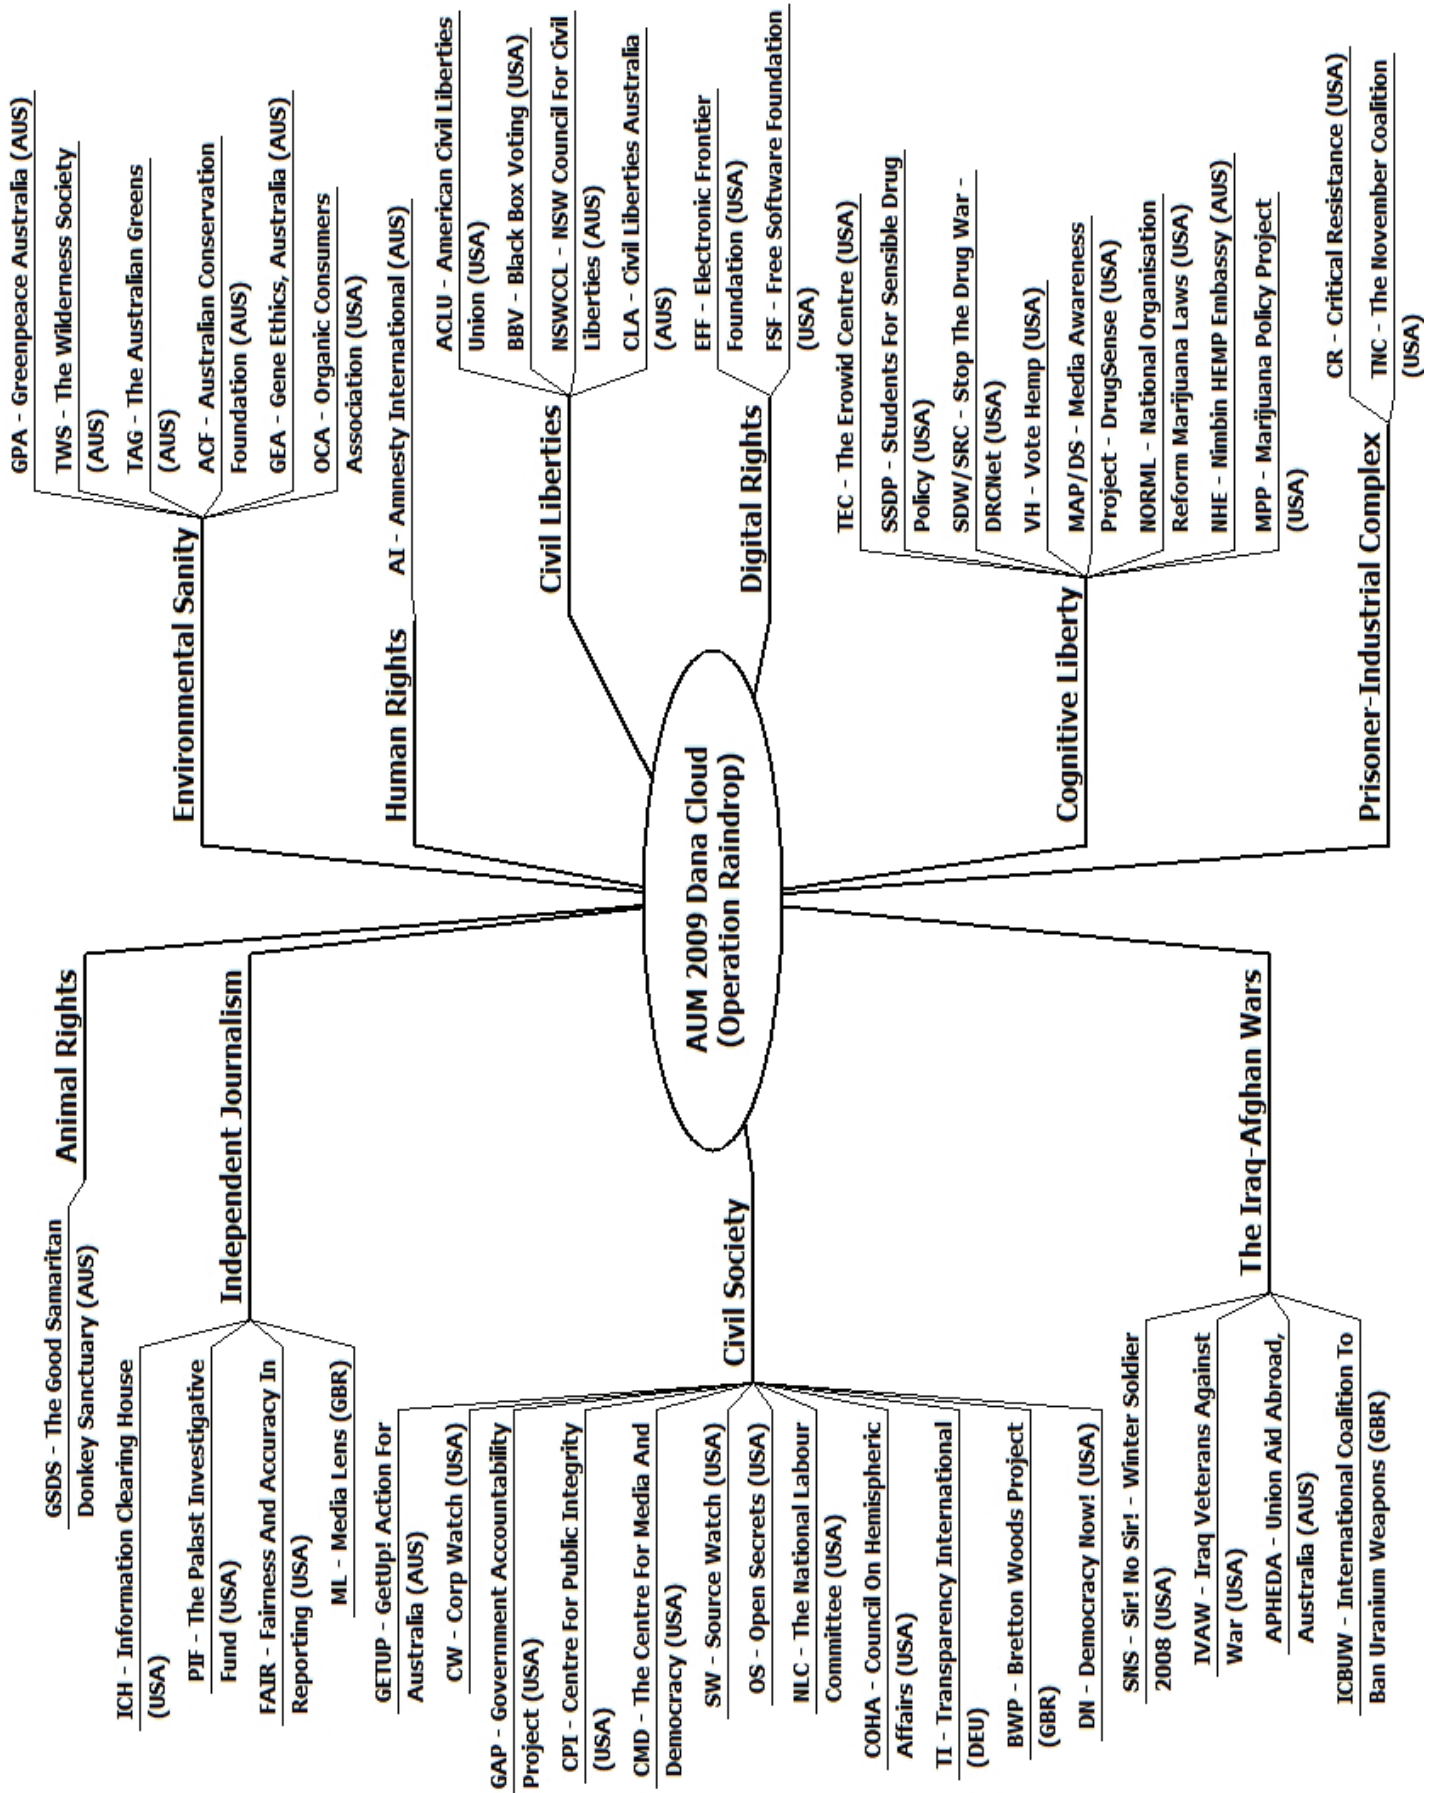 AUM 2009 Dana Cloud
(Operation Raindrop)
Environmental Sanity
GPA - Greenpeace Australia (AUS)
TWS - The Wilderness Society
(AUS)
TAG - The Australian Greens
(AUS)
ACF - Australian Conservation
Foundation (AUS)
GEA - Gene Ethics, Australia (AUS)
OCA - Organic Consumers
Association (USA)
Human Rights
AI - Amnesty International (AUS)
Civil Liberties
ACLU - American Civil Liberties
Union (USA)
BBV - Black Box Voting (USA)
NSWCCL - NSW Council For Civil
Liberties (AUS)
CLA - Civil Liberties Australia
(AUS)
Digital Rights
EFF - Electronic Frontier
Foundation (USA)
FSF - Free Software Foundation
(USA)
Cognitive Liberty
TEC - The Erowid Centre (USA)
SSDP - Students For Sensible Drug
Policy (USA)
SDW/SRC - Stop The Drug War -
DRCNet (USA)
VH - Vote Hemp (USA)
MAP/DS - Media Awareness
Project - DrugSense (USA)
NORML - National Organisation
Reform Marijuana Laws (USA)
NHE - Nimbin HEMP Embassy (AUS)
MPP - Marijuana Policy Project
(USA)
Prisoner-Industrial Complex
CR - Critical Resistance (USA)
TNC - The November Coalition
(USA)
Animal Rights
GSDS - The Good Samaritan
Donkey Sanctuary (AUS)
Independent Journalism
ICH - Information Clearing House
(USA)
PIF - The Palast Investigative
Fund (USA)
FAIR - Fairness And Accuracy In
Reporting (USA)
ML - Media Lens (GBR)
Civil Society
GETUP - GetUp! Action For
Australia (AUS)
CW - Corp Watch (USA)
GAP - Government Accountability
Project (USA)
CPI - Centre For Public Integrity
(USA)
CMD - The Centre For Media And
Democracy (USA)
SW - Source Watch (USA)
OS - Open Secrets (USA)
NLC - The National Labour
Committee (USA)
COHA - Council On Hemispheric
Affairs (USA)
TI - Transparency International
(DEU)
BWP - Bretton Woods Project
(GBR)
DN - Democracy Now! (USA)
The Iraq-Afghan Wars
SNS - Sir! No Sir! - Winter Soldier
2008 (USA)
IVAW - Iraq Veterans Against
War (USA)
APHEDA - Union Aid Abroad,
Australia (AUS)
ICBUW - International Coalition To
Ban Uranium Weapons (GBR)